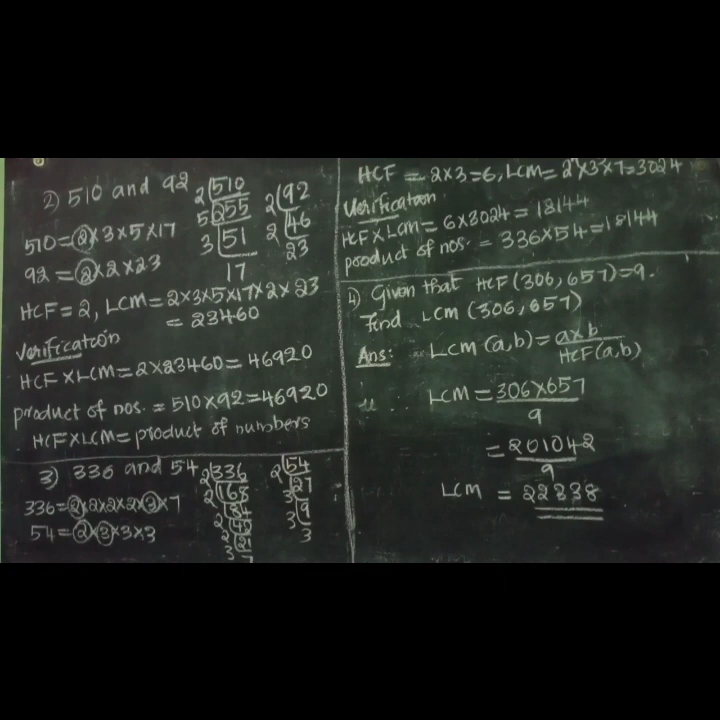 2) 510 and 92
2|510
5|255
3|51
17
2|92
2|46
23
510=2×3×5×17
92=2×2×23
HCF=2, LCM=2×3×5×17×2×23
=23460
Verification
HCF×LCM=2×23460=46920
product of nos.=510×92=46920
HCF×LCM=product of numbers
3) 336 and 54
2|336
2|168
2|84
2|42
3|21
7
2|54
3|27
3|9
3
336=2×2×2×2×3×7
54=2×3×3×3
HCF=2×3=6, LCM=2⁴×3³×7=3024
Verification
HCF×LCM=6×3024=18144
product of nos.=336×54=18144
4) Given that HCF(306,657)=9.
Find LCM (306,657)
Ans: LCM(a,b)=a×b
HCF(a,b)
∴ LCM=306×657
9
=201042
9
LCM = 22338